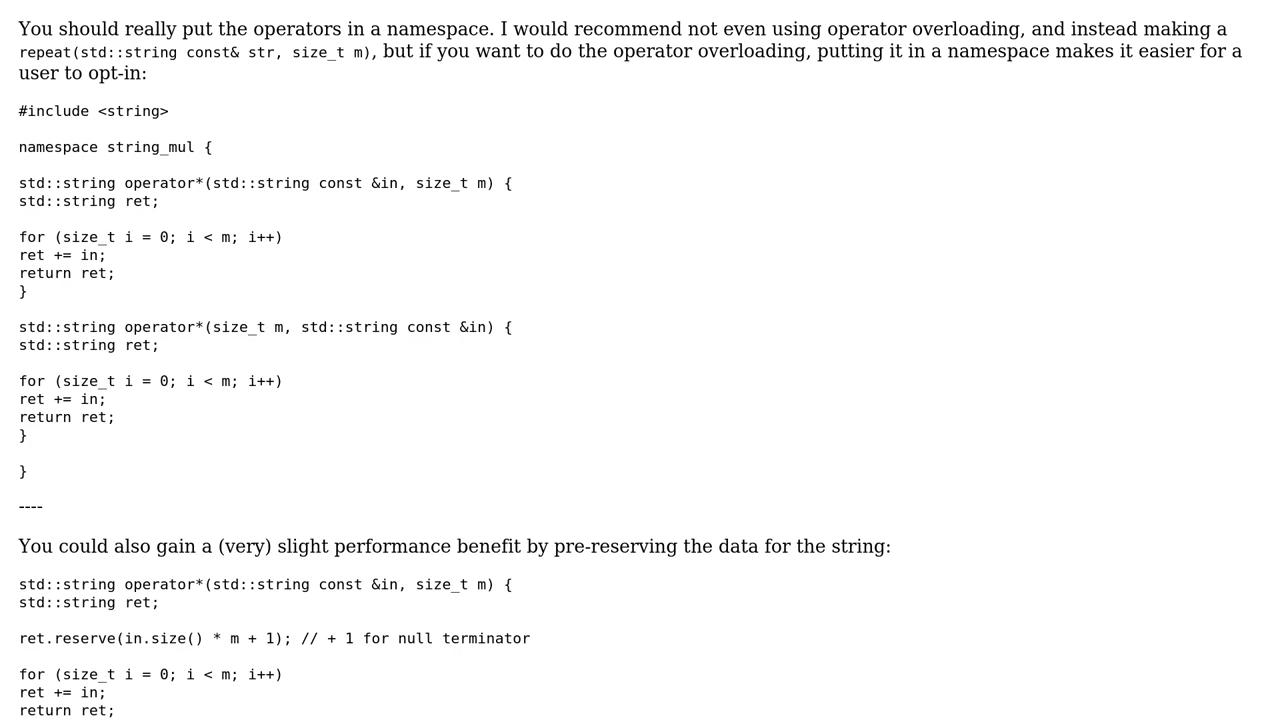 You should really put the operators in a namespace. I would recommend not even using operator overloading, and instead making a
repeat(std::string const& str, size_t m), but if you want to do the operator overloading, putting it in a namespace makes it easier for a
user to opt-in:
#include <string>
namespace string_mul {
std::string operator*(std::string const &in, size_t m) {
std::string ret;
for (size_t i = 0; i < m; i++)
ret += in;
return ret;
}
std::string operator*(size_t m, std::string const &in) {
std::string ret;
for (size_t i = 0; i < m; i++)
ret += in;
return ret;
}
}
----
You could also gain a (very) slight performance benefit by pre-reserving the data for the string:
std::string operator*(std::string const &in, size_t m) {
std::string ret;
ret.reserve(in.size() * m + 1); // + 1 for null terminator
for (size_t i = 0; i < m; i++)
ret += in;
return ret;